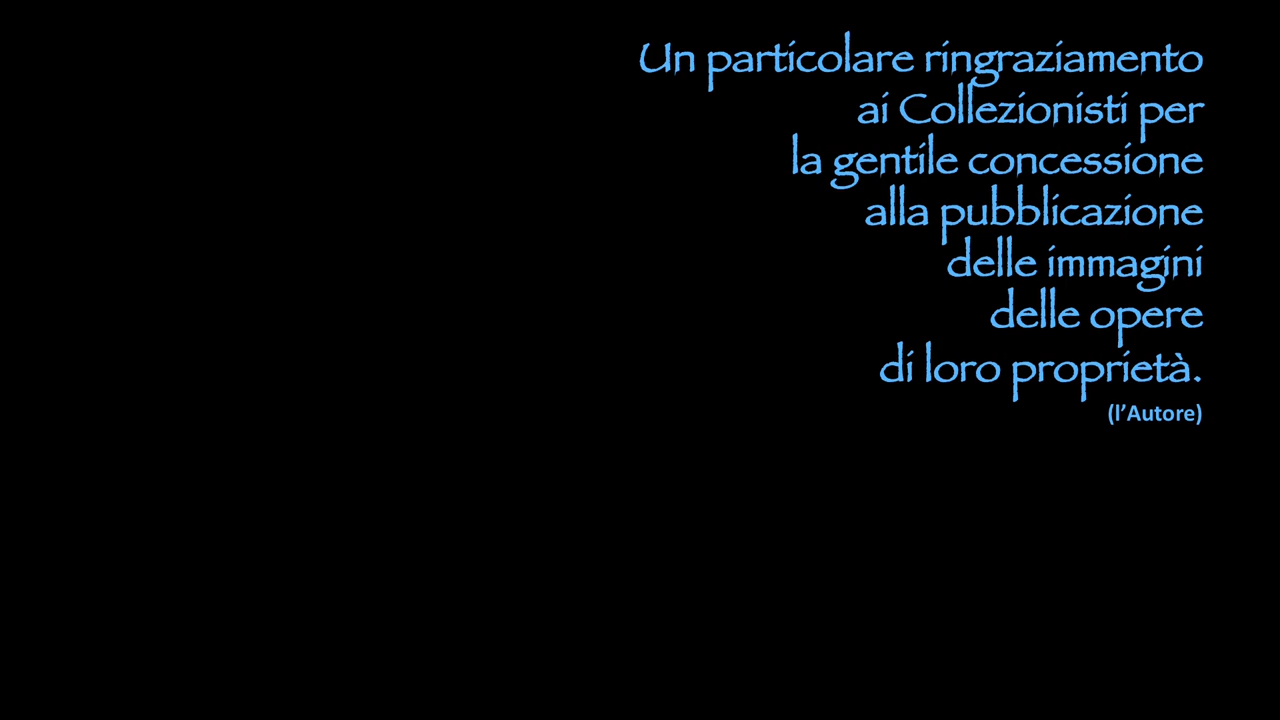 Un particolare ringraziamento
ai Collezionisti per
la gentile concessione
alla pubblicazione
delle immagini
delle opere
di loro proprietà.
(l’Autore)